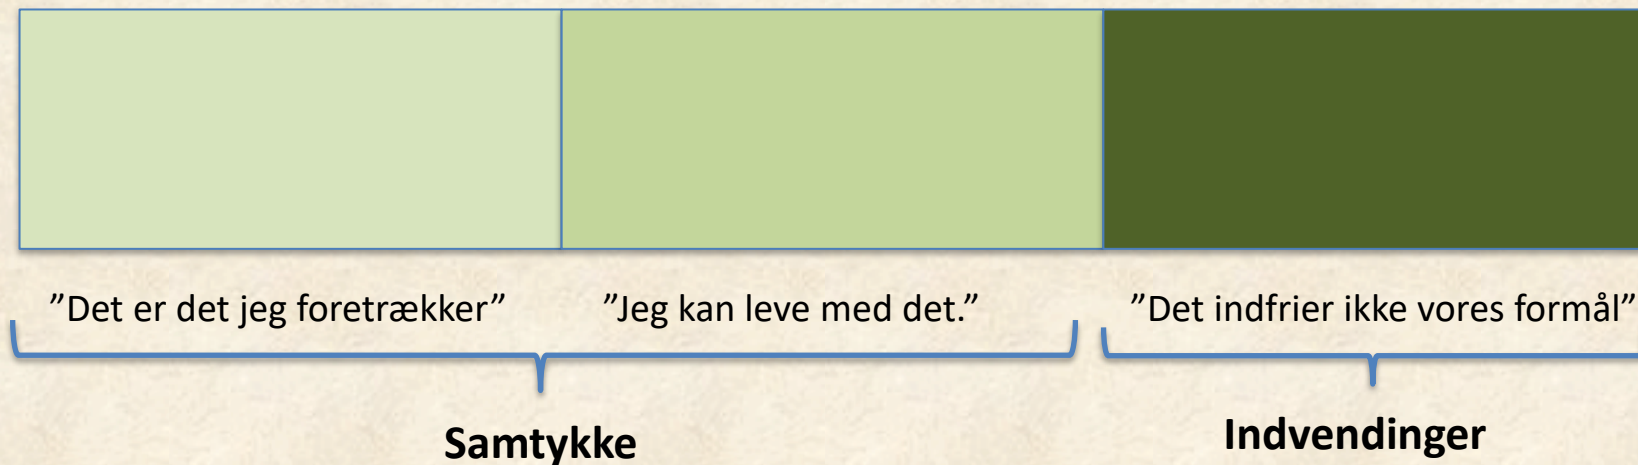 ”Det er det jeg foretrækker” ”Jeg kan leve med det.” ”Det indfrier ikke vores formål”
Samtykke Indvendinger